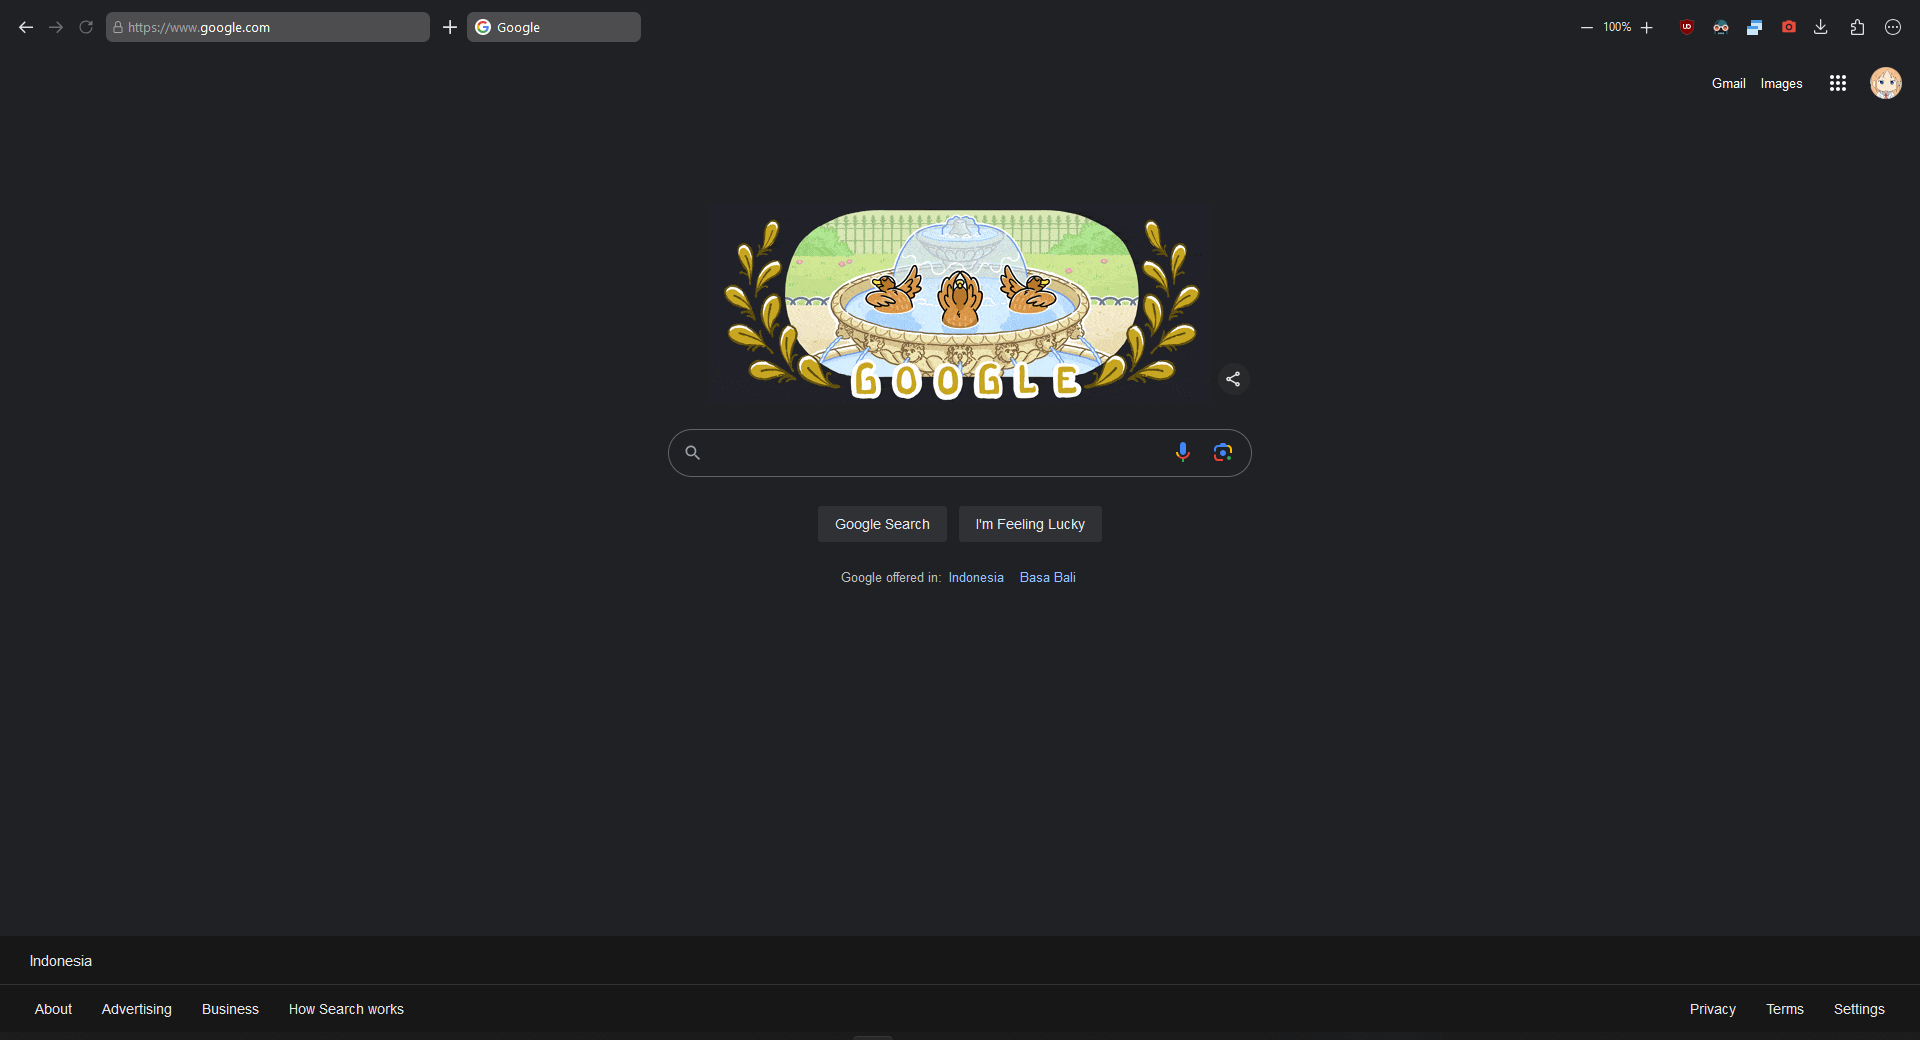 https://www.google.com
Google
100%
Gmail Images
GOOGLE
Google Search I'm Feeling Lucky
Google offered in: Indonesia Basa Bali
Indonesia
About Advertising Business How Search works Privacy Terms Settings